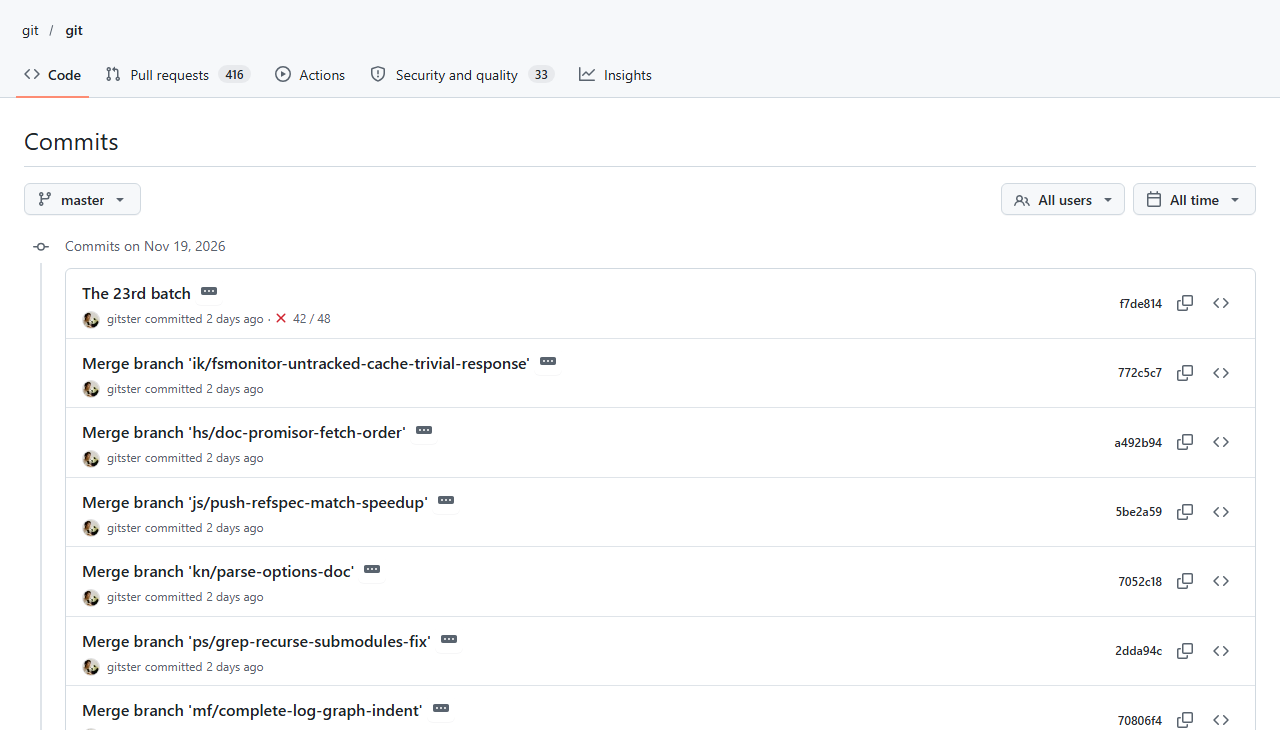 git / git
Code Pull requests 416 Actions Security and quality 33 Insights
Commits
master All users All time
Commits on Nov 19, 2026
The 23rd batch
f7de814
gitster committed 2 days ago · 42 / 48
Merge branch 'ik/fsmonitor-untracked-cache-trivial-response'
772c5c7
gitster committed 2 days ago
Merge branch 'hs/doc-promisor-fetch-order'
a492b94
gitster committed 2 days ago
Merge branch 'js/push-refspec-match-speedup'
5be2a59
gitster committed 2 days ago
Merge branch 'kn/parse-options-doc'
7052c18
gitster committed 2 days ago
Merge branch 'ps/grep-recurse-submodules-fix'
2dda94c
gitster committed 2 days ago
Merge branch 'mf/complete-log-graph-indent'
70806f4